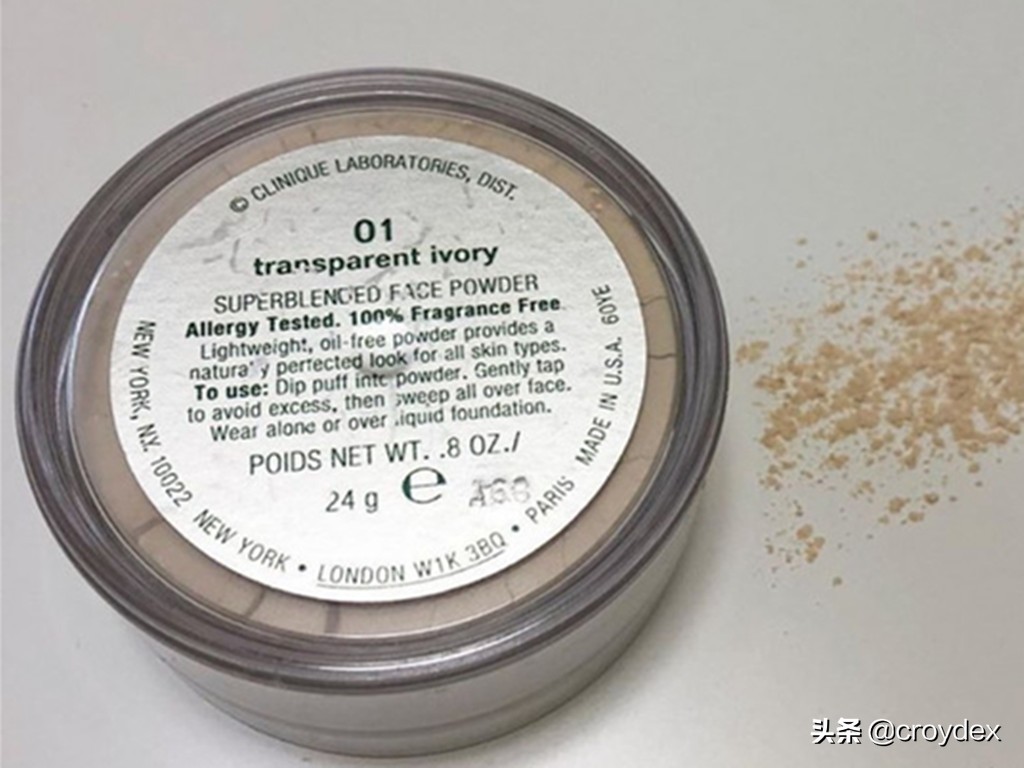 © CLINIQUE LABORATORIES, DIST.
01
transparent ivory
SUPERBLENDED FACE POWDER
Allergy Tested. 100% Fragrance Free
Lightweight, oil-free powder provides a
natura y perfected look for all skin types.
To use: Dip puff into powder. Gently tap
to avoid excess, then sweep all over face.
Wear alone or over liquid foundation.
POIDS NET WT. .8 OZ./
24 g e
NEW YORK, N.Y. 10022 NEW YORK • LONDON W1K 3BQ • PARIS MADE IN U.S.A. 60YE
头条 @croydex